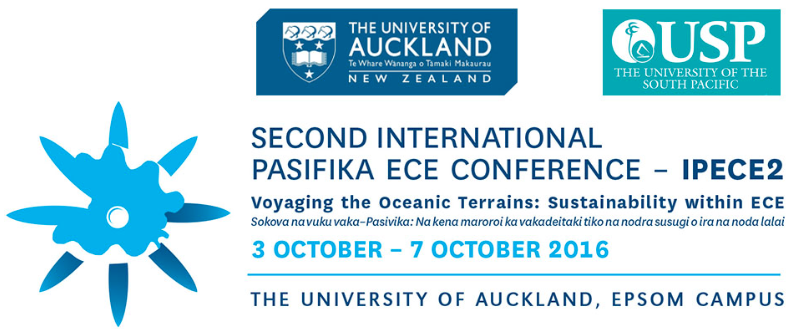 THE UNIVERSITY OF
AUCKLAND
Te Whare Wānanga o Tāmaki Makaurau
NEW ZEALAND
USP
THE UNIVERSITY OF THE
SOUTH PACIFIC
SECOND INTERNATIONAL
PASIFIKA ECE CONFERENCE – IPECE2
Voyaging the Oceanic Terrains: Sustainability within ECE
Sokova na vuku vaka–Pasivika: Na kena maroroi ka vakadeitaki tiko na nodra susugi o ira na noda lalai
3 OCTOBER – 7 OCTOBER 2016
THE UNIVERSITY OF AUCKLAND, EPSOM CAMPUS